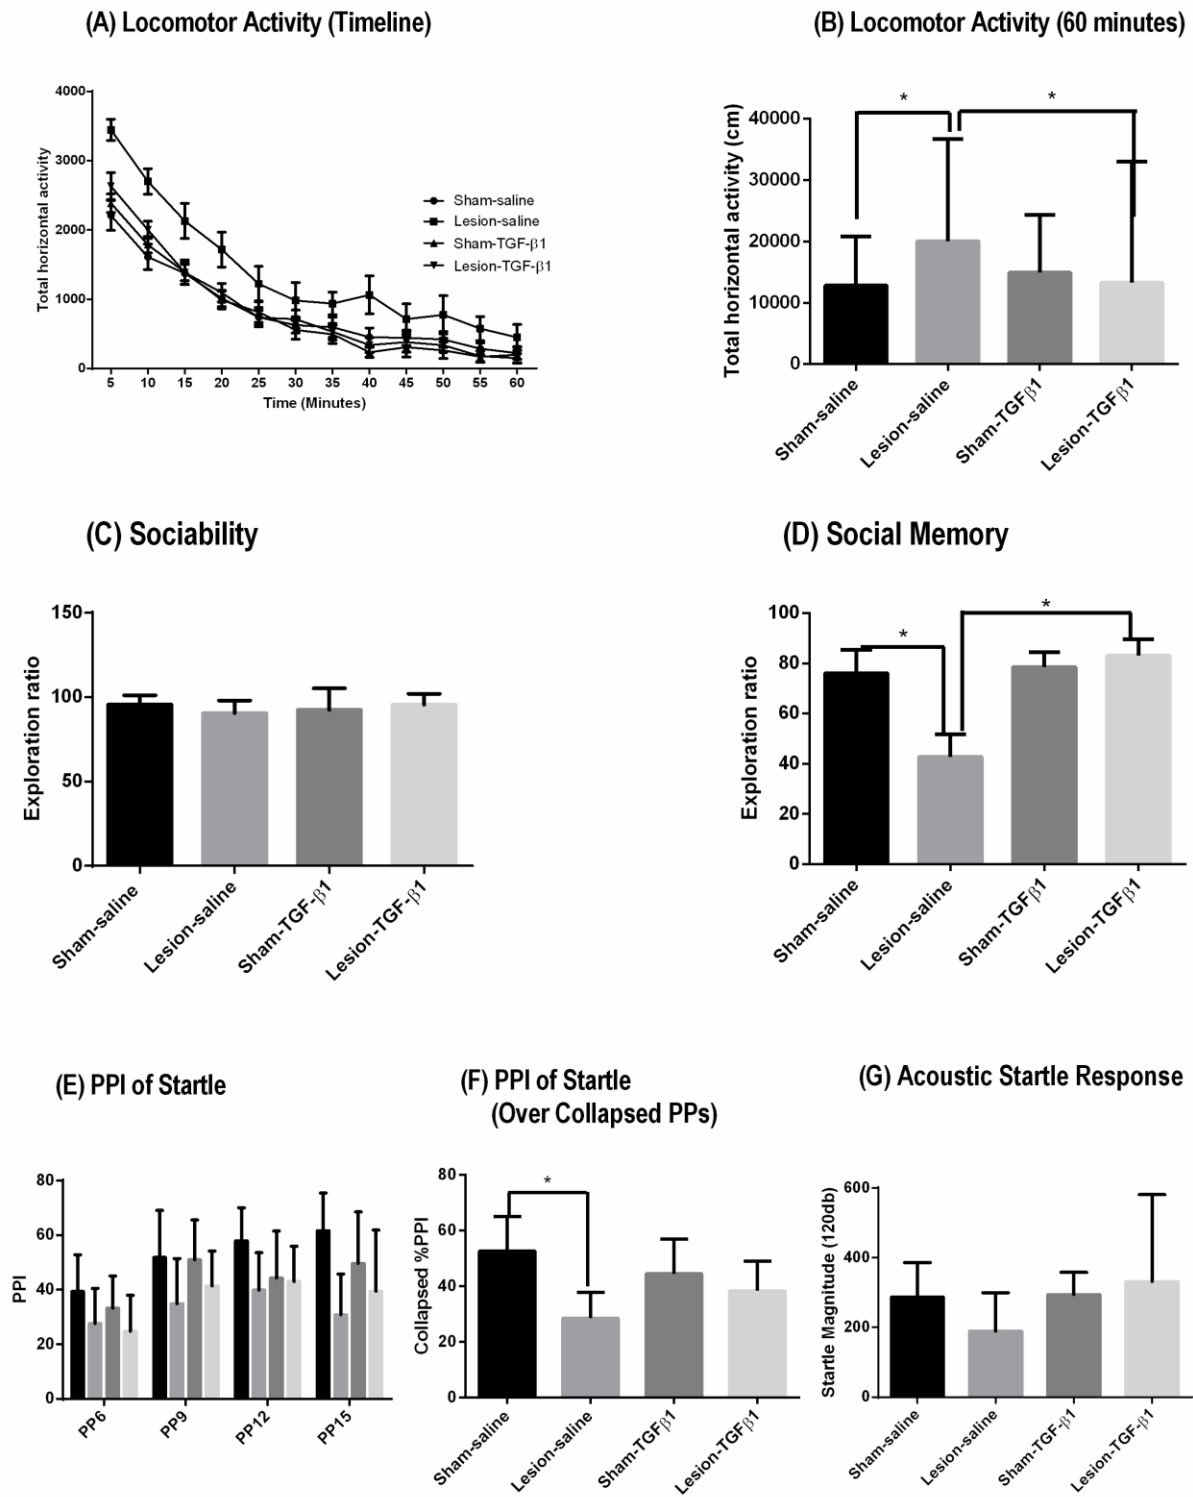 (A) Locomotor Activity (Timeline)
(B) Locomotor Activity (60 minutes)
4000
3000
2000
1000
0
Total horizontal activity
5 10 15 20 25 30 35 40 45 50 55 60
Time (Minutes)
Sham-saline
Lesion-saline
Sham-TGF-β1
Lesion-TGF-β1
* *
40000
30000
20000
10000
0
Total horizontal activity (cm)
Sham-saline
Lesion-saline
Sham-TGFβ1
Lesion-TGFβ1
(C) Sociability
(D) Social Memory
150
100
50
0
Exploration ratio
Sham-saline
Lesion-saline
Sham-TGF-β1
Lesion-TGF-β1
* *
100
80
60
40
20
0
Exploration ratio
Sham-saline
Lesion-saline
Sham-TGFβ1
Lesion-TGFβ1
(E) PPI of Startle
(F) PPI of Startle
(Over Collapsed PPs)
(G) Acoustic Startle Response
80
60
40
20
0
PPI
PP6
PP9
PP12
PP15
*
80
60
40
20
0
Collapsed %PPI
Sham-saline
Lesion-saline
Sham-TGFβ1
Lesion-TGFβ1
600
400
200
0
Startle Magnitude (120db)
Sham-saline
Lesion-saline
Sham-TGF-β1
Lesion-TGF-β1